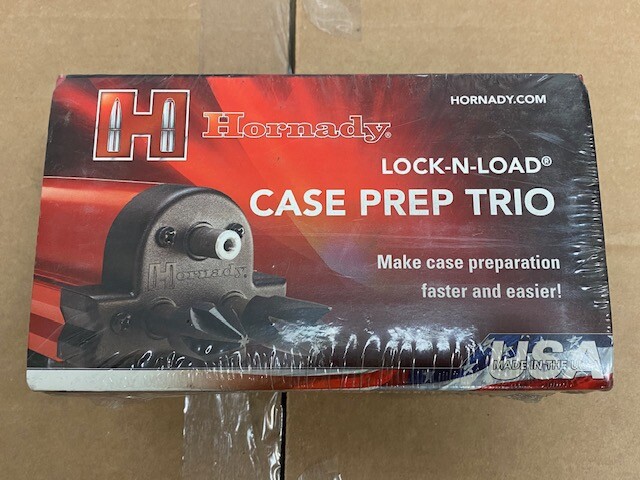 HORNADY.COM
Hornady®
LOCK-N-LOAD®
CASE PREP TRIO
Hornady
Make case preparation
faster and easier!
USA
MADE IN THE U